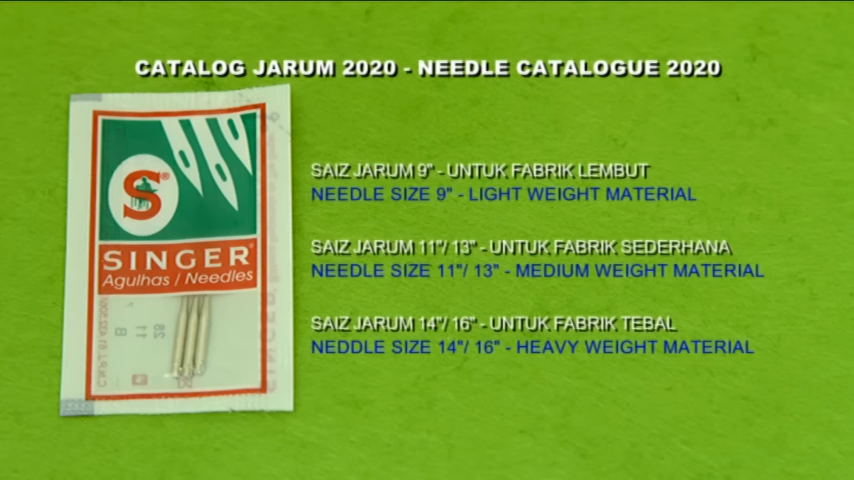 CATALOG JARUM 2020 - NEEDLE CATALOGUE 2020
S®
SINGER®
Agulhas / Needles
B
11
SAIZ JARUM 9" - UNTUK FABRIK LEMBUT
NEEDLE SIZE 9" - LIGHT WEIGHT MATERIAL
SAIZ JARUM 11"/ 13" - UNTUK FABRIK SEDERHANA
NEEDLE SIZE 11"/ 13" - MEDIUM WEIGHT MATERIAL
SAIZ JARUM 14"/ 16" - UNTUK FABRIK TEBAL
NEDDLE SIZE 14"/ 16" - HEAVY WEIGHT MATERIAL